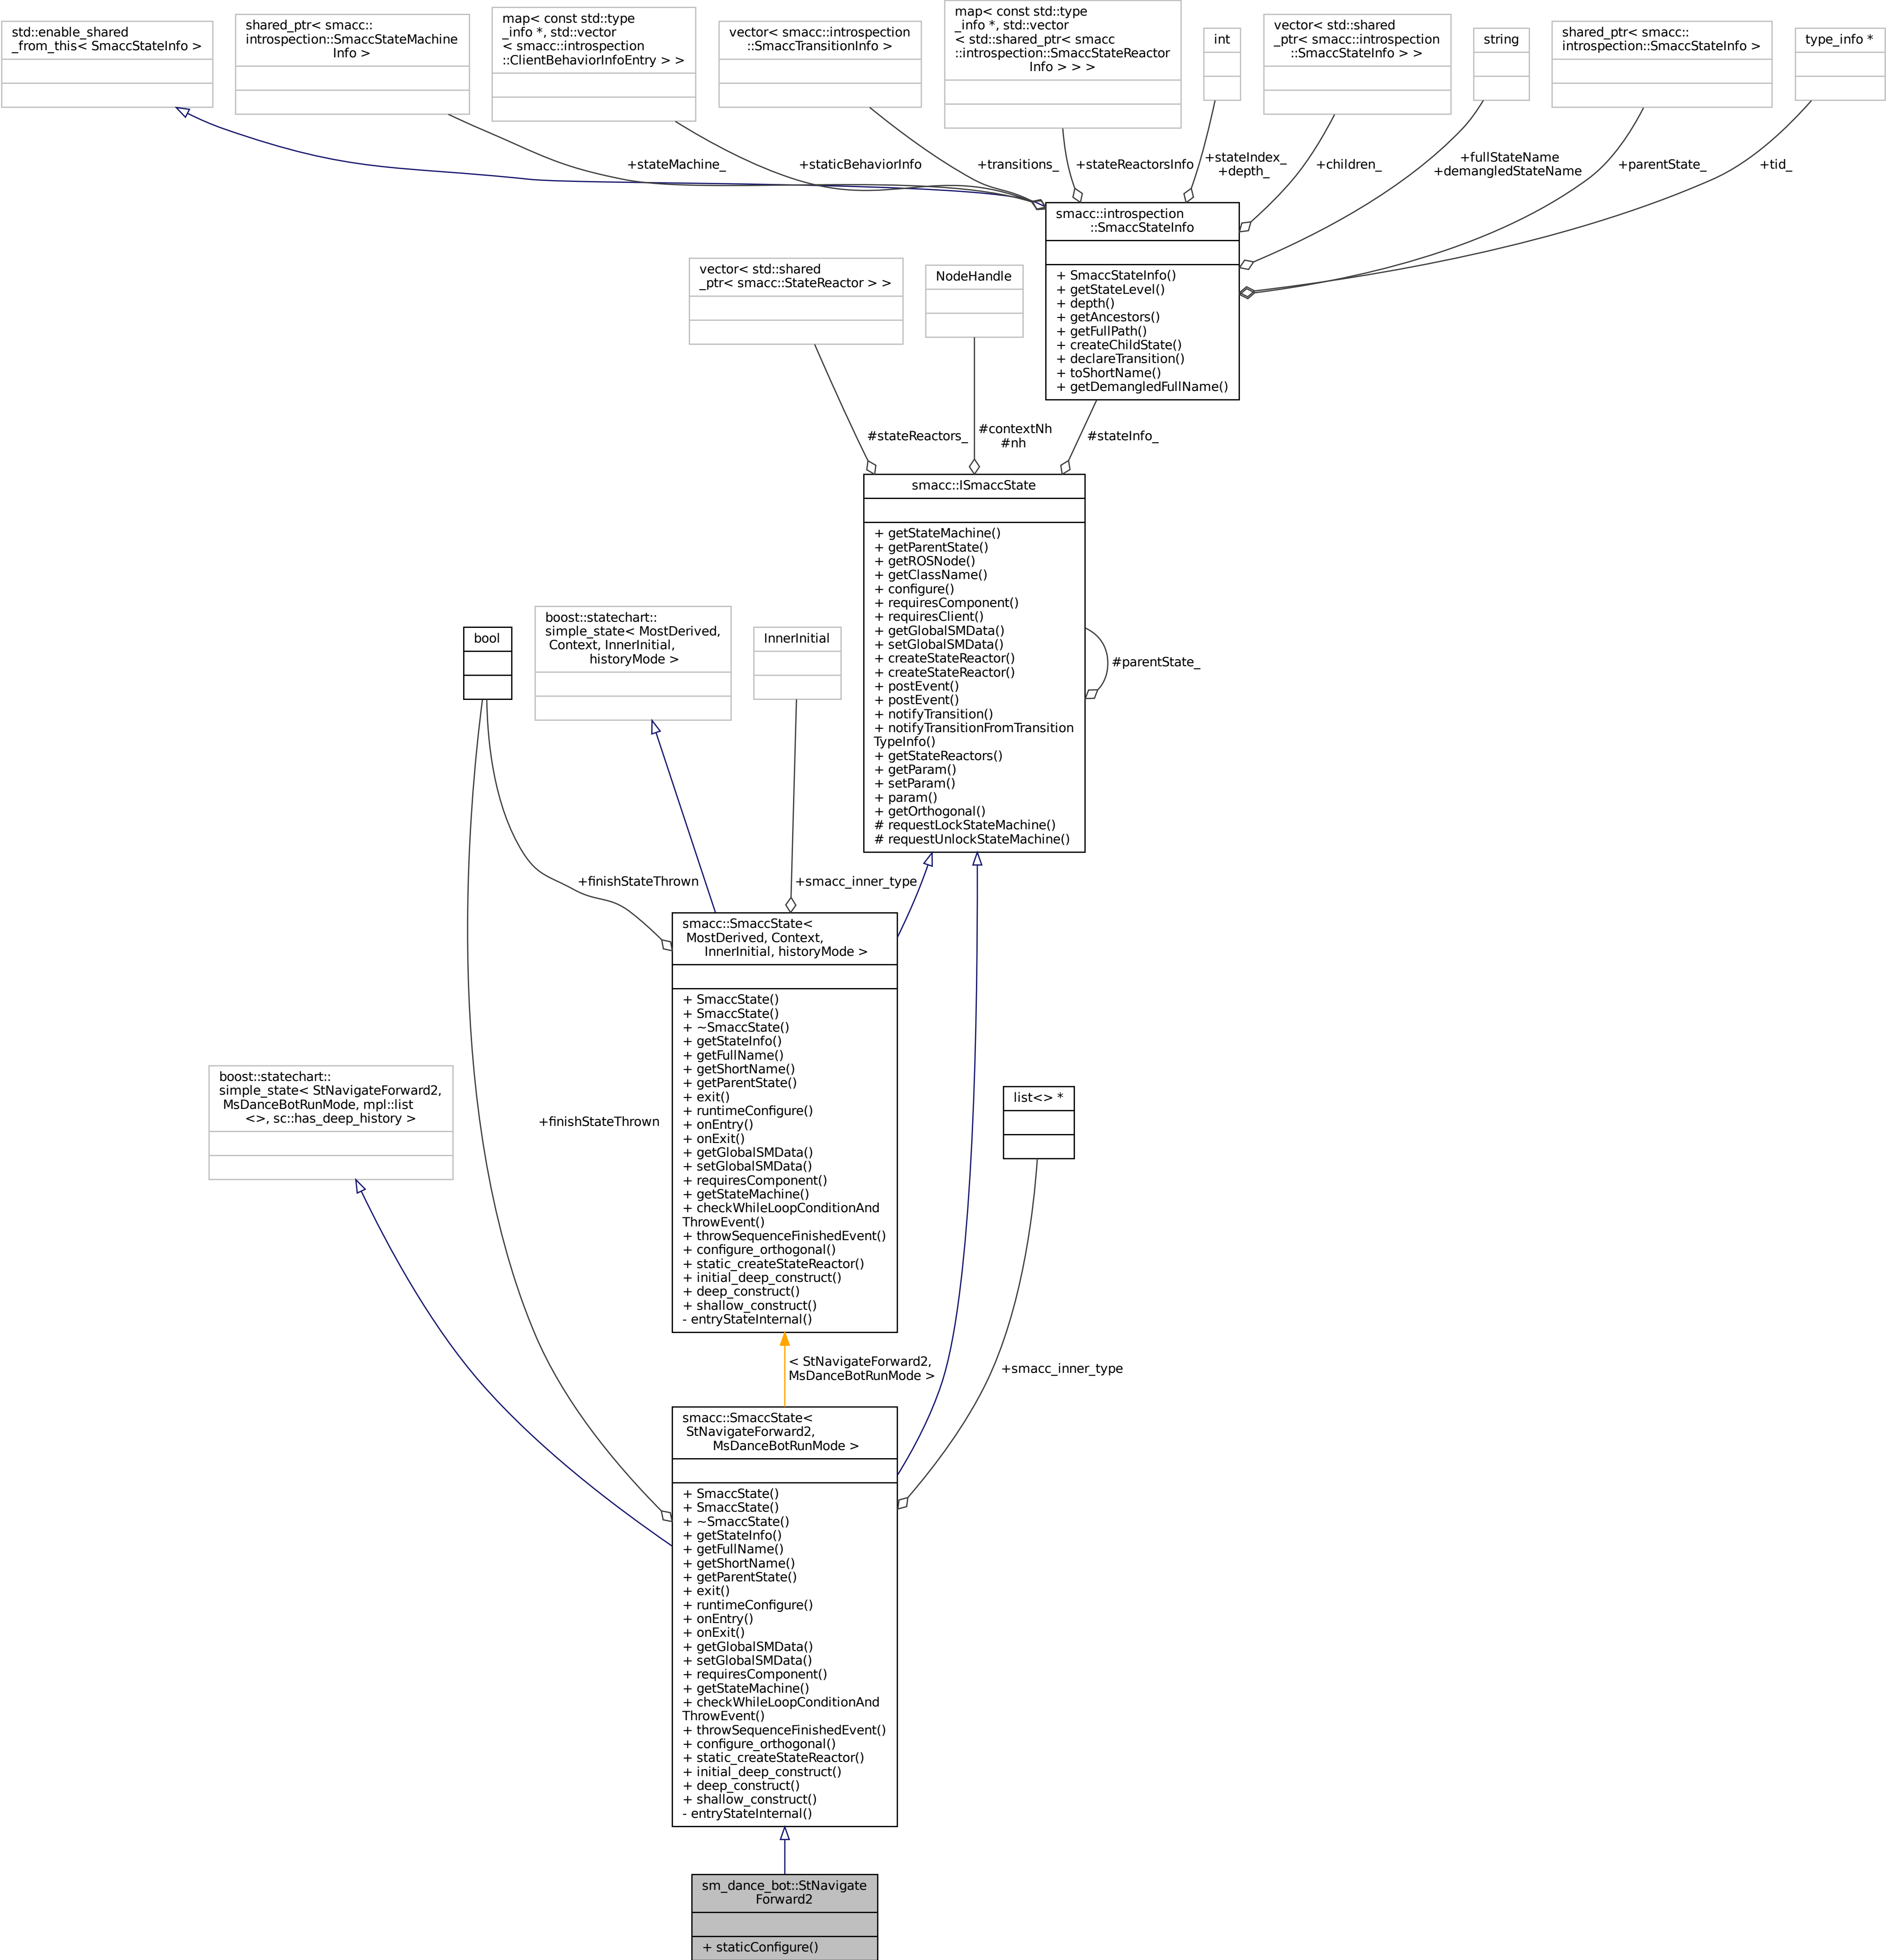 std::enable_shared
_from_this< SmaccStateInfo >
shared_ptr< smacc::
introspection::SmaccStateMachine
Info >
map< const std::type
_info *, std::vector
< smacc::introspection
::ClientBehaviorInfoEntry > >
vector< smacc::introspection
::SmaccTransitionInfo >
map< const std::type
_info *, std::vector
< std::shared_ptr< smacc
::introspection::SmaccStateReactor
Info > > >
int
vector< std::shared
_ptr< smacc::introspection
::SmaccStateInfo > >
string
shared_ptr< smacc::
introspection::SmaccStateInfo >
type_info *
+stateMachine_
+staticBehaviorInfo
+transitions_
+stateReactorsInfo
+stateIndex_
+depth_
+children_
+fullStateName
+demangledStateName
+parentState_
+tid_
smacc::introspection
::SmaccStateInfo
+ SmaccStateInfo()
+ getStateLevel()
+ depth()
+ getAncestors()
+ getFullPath()
+ createChildState()
+ declareTransition()
+ toShortName()
+ getDemangledFullName()
vector< std::shared
_ptr< smacc::StateReactor > >
NodeHandle
#stateReactors_
#contextNh
#nh
#stateInfo_
smacc::ISmaccState
+ getStateMachine()
+ getParentState()
+ getROSNode()
+ getClassName()
+ configure()
+ requiresComponent()
+ requiresClient()
+ getGlobalSMData()
+ setGlobalSMData()
+ createStateReactor()
+ createStateReactor()
+ postEvent()
+ postEvent()
+ notifyTransition()
+ notifyTransitionFromTransition
TypeInfo()
+ getStateReactors()
+ getParam()
+ setParam()
+ param()
+ getOrthogonal()
# requestLockStateMachine()
# requestUnlockStateMachine()
#parentState_
bool
boost::statechart::
simple_state< MostDerived,
Context, InnerInitial,
historyMode >
InnerInitial
+finishStateThrown
+smacc_inner_type
smacc::SmaccState<
MostDerived, Context,
InnerInitial, historyMode >
+ SmaccState()
+ SmaccState()
+ ~SmaccState()
+ getStateInfo()
+ getFullName()
+ getShortName()
+ getParentState()
+ exit()
+ runtimeConfigure()
+ onEntry()
+ onExit()
+ getGlobalSMData()
+ setGlobalSMData()
+ requiresComponent()
+ getStateMachine()
+ checkWhileLoopConditionAnd
ThrowEvent()
+ throwSequenceFinishedEvent()
+ configure_orthogonal()
+ static_createStateReactor()
+ initial_deep_construct()
+ deep_construct()
+ shallow_construct()
- entryStateInternal()
boost::statechart::
simple_state< StNavigateForward2,
MsDanceBotRunMode, mpl::list
<>, sc::has_deep_history >
+finishStateThrown
list<> *
< StNavigateForward2,
MsDanceBotRunMode >
+smacc_inner_type
smacc::SmaccState<
StNavigateForward2,
MsDanceBotRunMode >
+ SmaccState()
+ SmaccState()
+ ~SmaccState()
+ getStateInfo()
+ getFullName()
+ getShortName()
+ getParentState()
+ exit()
+ runtimeConfigure()
+ onEntry()
+ onExit()
+ getGlobalSMData()
+ setGlobalSMData()
+ requiresComponent()
+ getStateMachine()
+ checkWhileLoopConditionAnd
ThrowEvent()
+ throwSequenceFinishedEvent()
+ configure_orthogonal()
+ static_createStateReactor()
+ initial_deep_construct()
+ deep_construct()
+ shallow_construct()
- entryStateInternal()
sm_dance_bot::StNavigate
Forward2
+ staticConfigure()